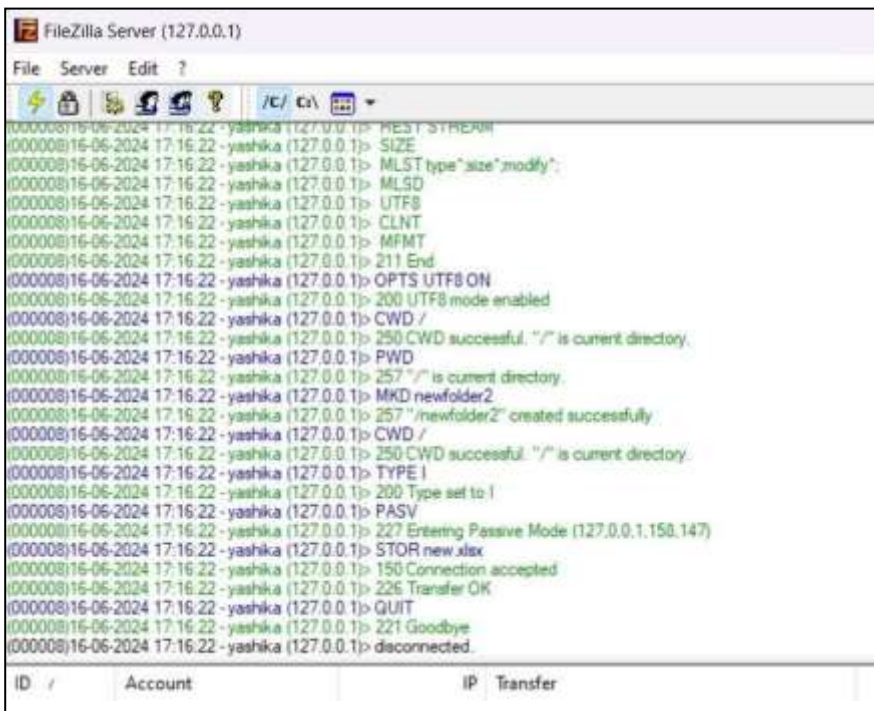 FileZilla Server (127.0.0.1)
File Server Edit ?
/C/ C:\
(000008)16-06-2024 17:16:22 - yashika (127.0.0.1)> REST STREAM
(000008)16-06-2024 17:16:22 - yashika (127.0.0.1)> SIZE
(000008)16-06-2024 17:16:22 - yashika (127.0.0.1)> MLST type*;size*;modify*;
(000008)16-06-2024 17:16:22 - yashika (127.0.0.1)> MLSD
(000008)16-06-2024 17:16:22 - yashika (127.0.0.1)> UTF8
(000008)16-06-2024 17:16:22 - yashika (127.0.0.1)> CLNT
(000008)16-06-2024 17:16:22 - yashika (127.0.0.1)> MFMT
(000008)16-06-2024 17:16:22 - yashika (127.0.0.1)> 211 End
(000008)16-06-2024 17:16:22 - yashika (127.0.0.1)> OPTS UTF8 ON
(000008)16-06-2024 17:16:22 - yashika (127.0.0.1)> 200 UTF8 mode enabled
(000008)16-06-2024 17:16:22 - yashika (127.0.0.1)> CWD /
(000008)16-06-2024 17:16:22 - yashika (127.0.0.1)> 250 CWD successful. "/" is current directory.
(000008)16-06-2024 17:16:22 - yashika (127.0.0.1)> PWD
(000008)16-06-2024 17:16:22 - yashika (127.0.0.1)> 257 "/" is current directory.
(000008)16-06-2024 17:16:22 - yashika (127.0.0.1)> MKD newfolder2
(000008)16-06-2024 17:16:22 - yashika (127.0.0.1)> 257 "/newfolder2" created successfully
(000008)16-06-2024 17:16:22 - yashika (127.0.0.1)> CWD /
(000008)16-06-2024 17:16:22 - yashika (127.0.0.1)> 250 CWD successful. "/" is current directory.
(000008)16-06-2024 17:16:22 - yashika (127.0.0.1)> TYPE I
(000008)16-06-2024 17:16:22 - yashika (127.0.0.1)> 200 Type set to I
(000008)16-06-2024 17:16:22 - yashika (127.0.0.1)> PASV
(000008)16-06-2024 17:16:22 - yashika (127.0.0.1)> 227 Entering Passive Mode (127,0,0,1,158,147)
(000008)16-06-2024 17:16:22 - yashika (127.0.0.1)> STOR new.xlsx
(000008)16-06-2024 17:16:22 - yashika (127.0.0.1)> 150 Connection accepted
(000008)16-06-2024 17:16:22 - yashika (127.0.0.1)> 226 Transfer OK
(000008)16-06-2024 17:16:22 - yashika (127.0.0.1)> QUIT
(000008)16-06-2024 17:16:22 - yashika (127.0.0.1)> 221 Goodbye
(000008)16-06-2024 17:16:22 - yashika (127.0.0.1)> disconnected.
ID / Account IP Transfer